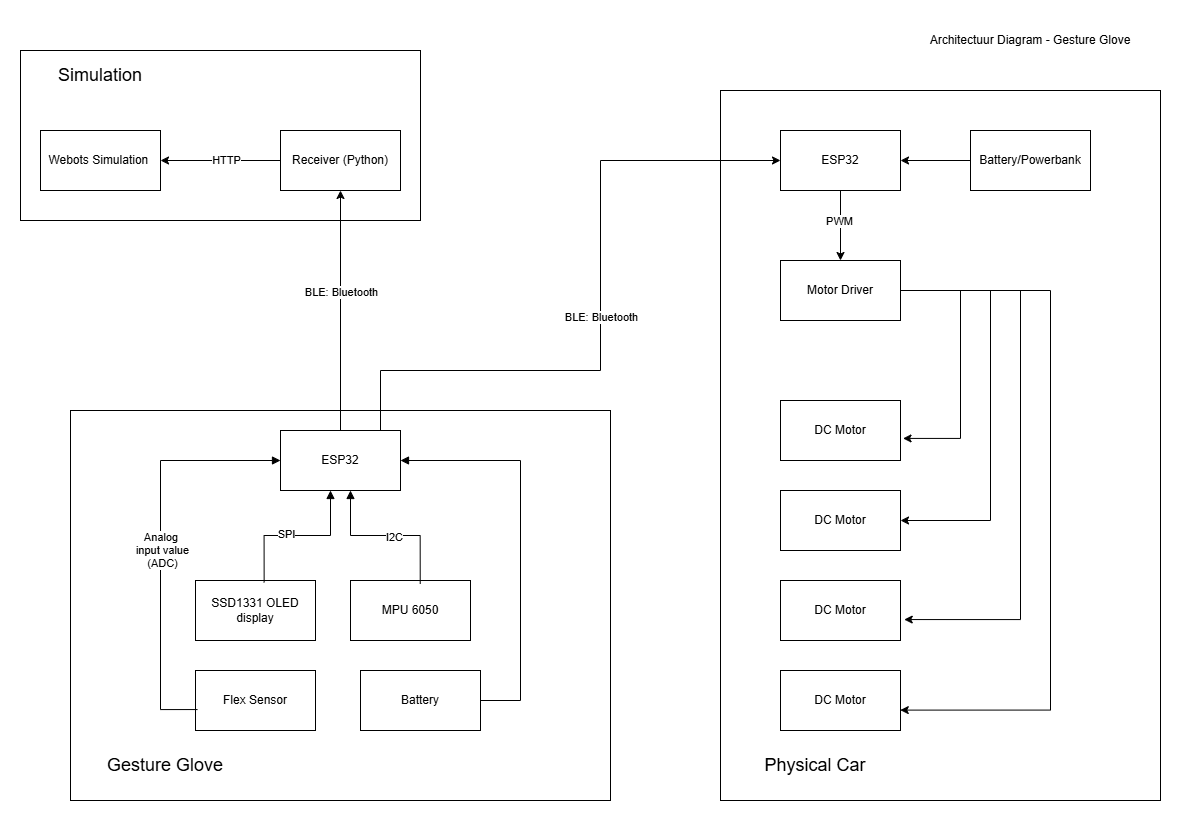 Architectuur Diagram - Gesture Glove
Simulation
Webots Simulation
HTTP
Receiver (Python)
BLE: Bluetooth
BLE: Bluetooth
ESP32
Battery/Powerbank
PWM
Motor Driver
DC Motor
DC Motor
DC Motor
DC Motor
Physical Car
ESP32
Analog
input value
(ADC)
SPI
I2C
SSD1331 OLED
display
MPU 6050
Flex Sensor
Battery
Gesture Glove